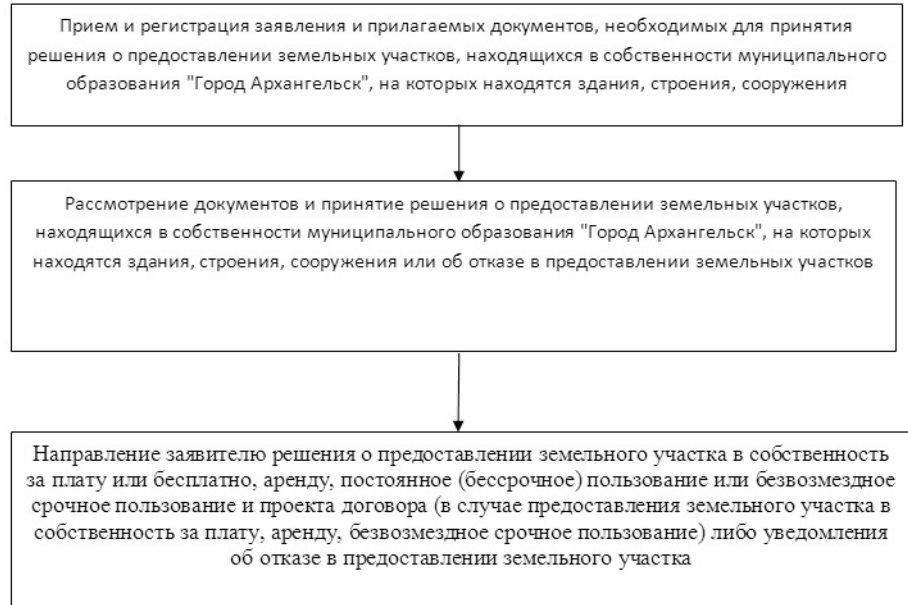 Прием и регистрация заявления и прилагаемых документов, необходимых для принятия
решения о предоставлении земельных участков, находящихся в собственности муниципального
образования "Город Архангельск", на которых находятся здания, строения, сооружения
Рассмотрение документов и принятие решения о предоставлении земельных участков,
находящихся в собственности муниципального образования "Город Архангельск", на которых
находятся здания, строения, сооружения или об отказе в предоставлении земельных участков
Направление заявителю решения о предоставлении земельного участка в собственность
за плату или бесплатно, аренду, постоянное (бессрочное) пользование или безвозмездное
срочное пользование и проекта договора (в случае предоставления земельного участка в
собственность за плату, аренду, безвозмездное срочное пользование) либо уведомления
об отказе в предоставлении земельного участка